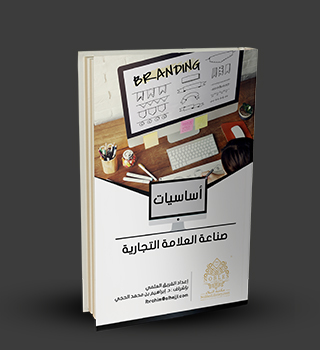 BRANDING
أساسيات
صناعة العلامة التجارية
إعداد الفريق العلمي
بإشراف : د. إبراهيم بن محمد الحجي